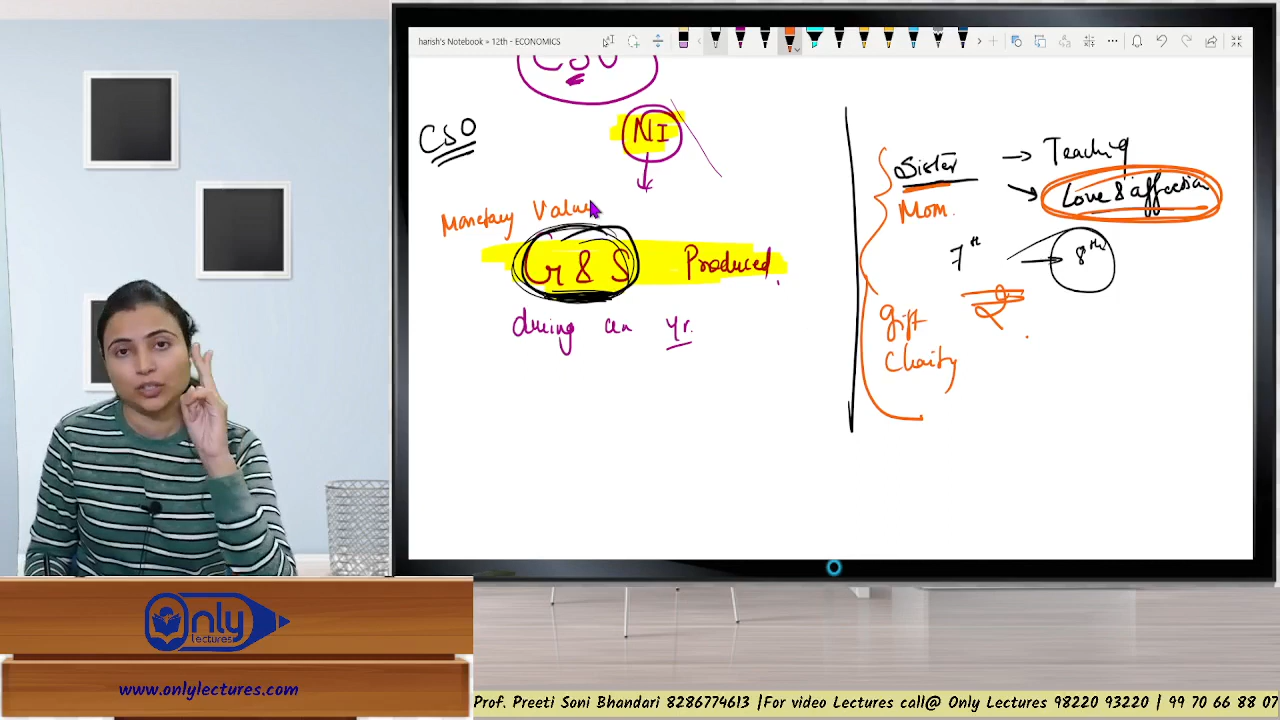 harish's Notebook » 12th - ECONOMICS
CSO
CSO
NI
Monetary Value
G & S Produced.
during an yr.
Sister → Teaching
Love & affection
Mom.
7th → 8th
Gift
Charity
Only
Lectures
www.onlylectures.com
Prof. Preeti Soni Bhandari 8286774613 |For video Lectures call@ Only Lectures 98220 93220 | 99 70 66 88 07